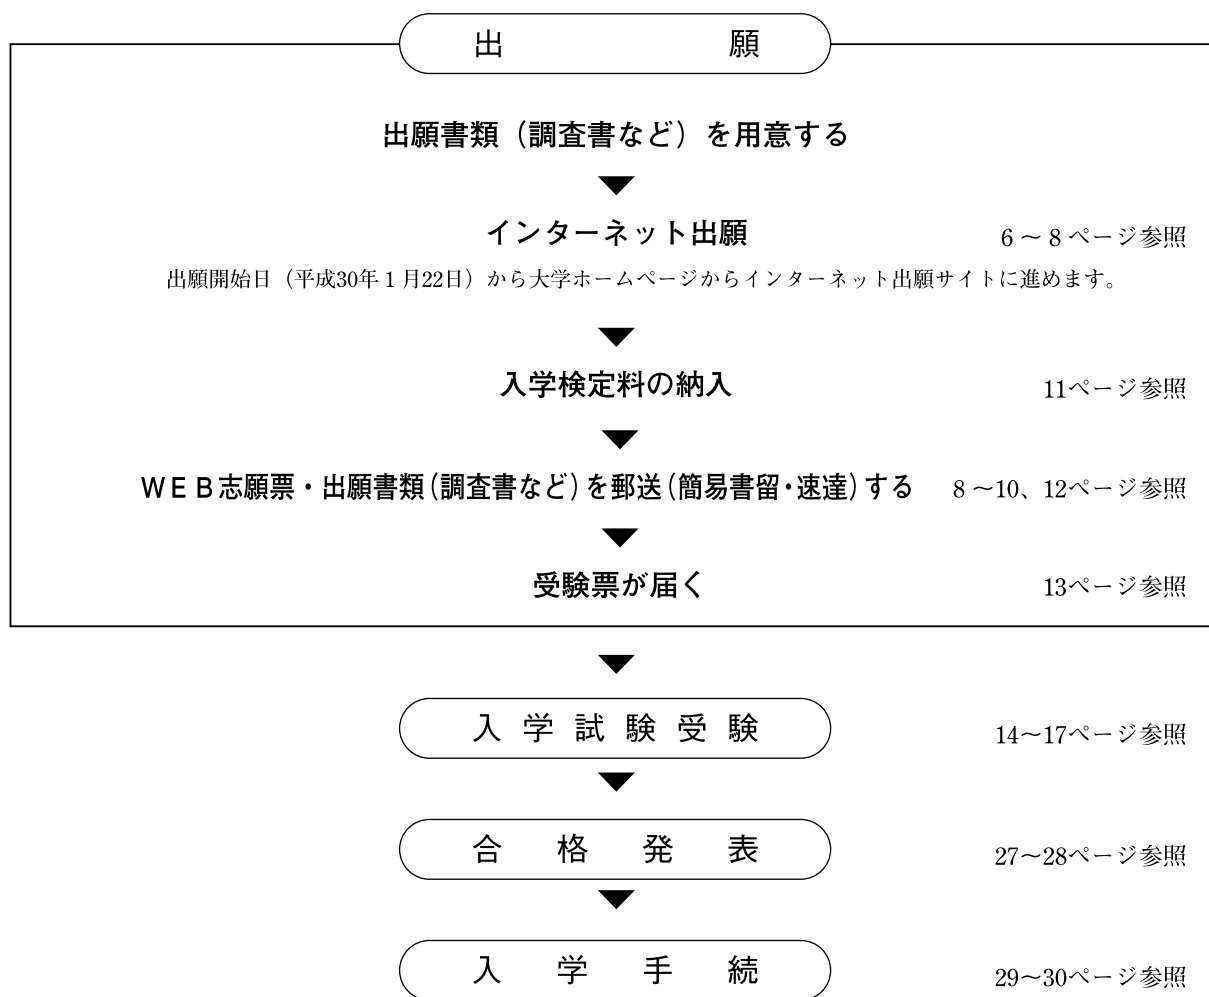 出願
出願書類（調査書など）を用意する
インターネット出願 6～8ページ参照
出願開始日（平成30年1月22日）から大学ホームページからインターネット出願サイトに進めます。
入学検定料の納入 11ページ参照
ＷＥＢ志願票・出願書類（調査書など）を郵送（簡易書留・速達）する 8～10、12ページ参照
受験票が届く 13ページ参照
入学試験受験 14～17ページ参照
合格発表 27～28ページ参照
入学手続 29～30ページ参照